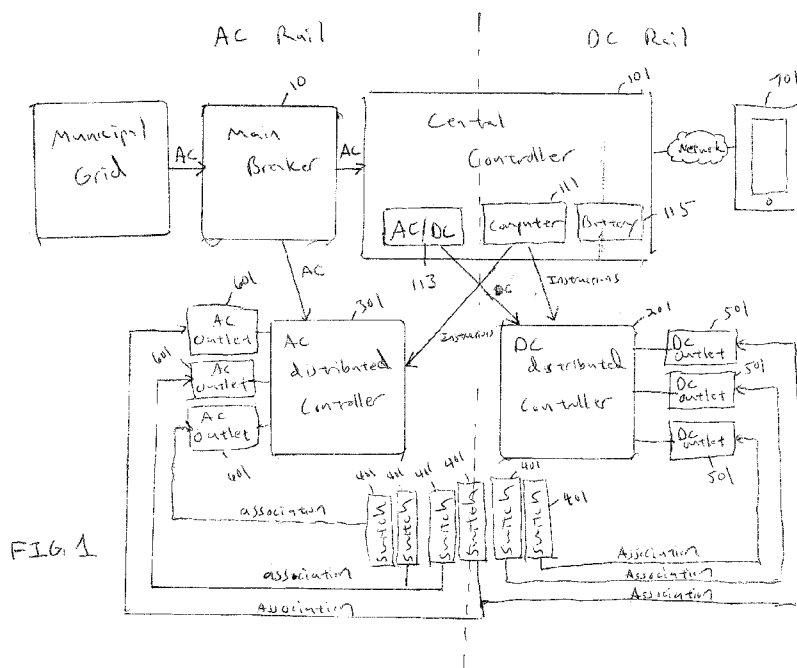 AC Rail
DC Rail
10
101
701
Municipal
Grid
AC
Main
Breaker
AC
Central
Controller
Network
AC/DC
113
Computer
111
Battery
115
AC
DC
Instructions
Instructions
601
AC
Outlet
601
AC
Outlet
AC
Outlet
601
301
AC
distributed
Controller
201
DC
distributed
Controller
501
DC
Outlet
501
DC
Outlet
DC
Outlet
501
401
401
401
401
401
401
Switch
Switch
Switch
Switch
Switch
Switch
association
association
Association
Association
Association
Association
FIG. 1